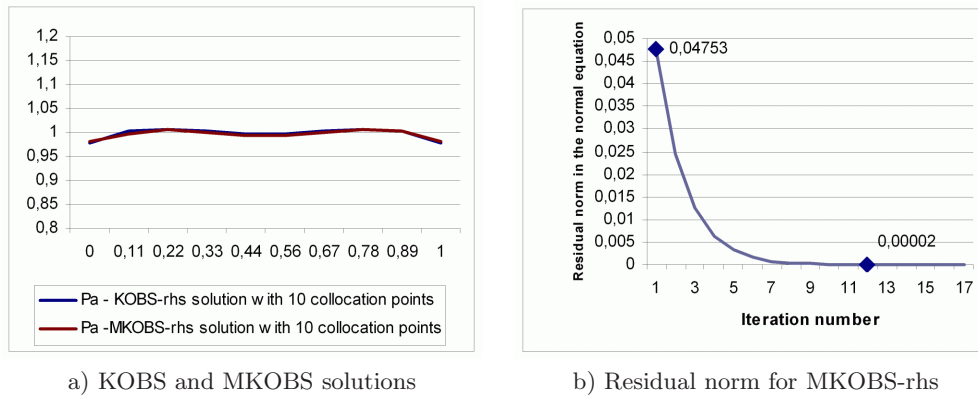 1,2
1,15
1,1
1,05
1
0,95
0,9
0,85
0,8
0 0,11 0,22 0,33 0,44 0,56 0,67 0,78 0,89 1
Pa - KOBS-rhs solution with 10 collocation points
Pa -MKOBS-rhs solution with 10 collocation points
a) KOBS and MKOBS solutions
Residual norm in the normal equation
0,05
0,045
0,04
0,035
0,03
0,025
0,02
0,015
0,01
0,005
0
0,04753
0,00002
1 3 5 7 9 11 13 15 17
Iteration number
b) Residual norm for MKOBS-rhs